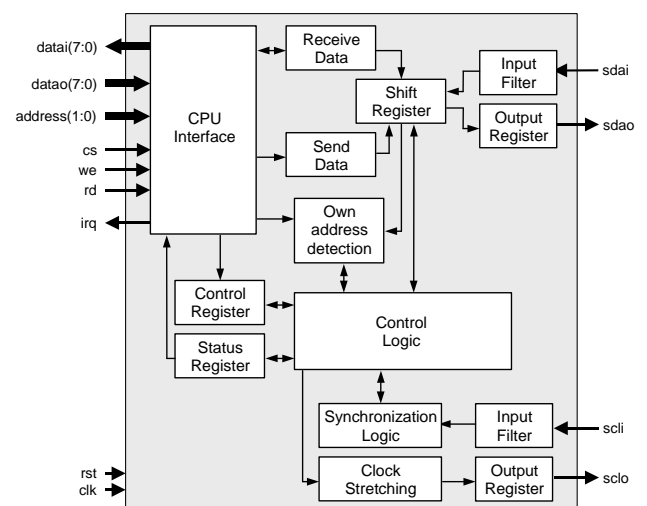 datai(7:0)
datao(7:0)
address(1:0)
cs
we
rd
irq
rst
clk
CPU
Interface
Receive
Data
Shift
Register
Input
Filter
sdai
Output
Register
sdao
Send
Data
Own
address
detection
Control
Register
Status
Register
Control
Logic
Synchronization
Logic
Input
Filter
scli
Clock
Stretching
Output
Register
sclo